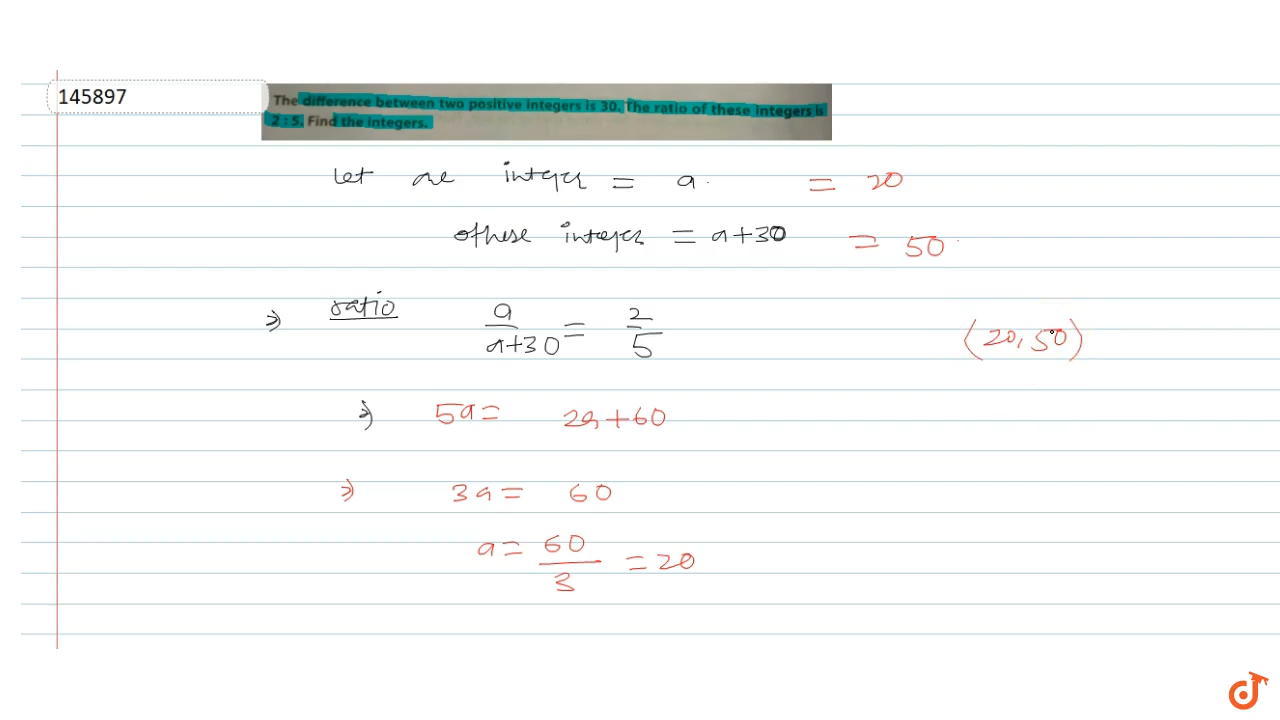 145897
The difference between two positive integers is 30. The ratio of these integers is
2 : 5. Find the integers.
Let one integer = a. = 20
othese integer = a+30 = 50
⇒ ratio a/a+30 = 2/5 (20, 50)
⇒ 5a = 2a+60
⇒ 3a = 60
a = 60/3 = 20